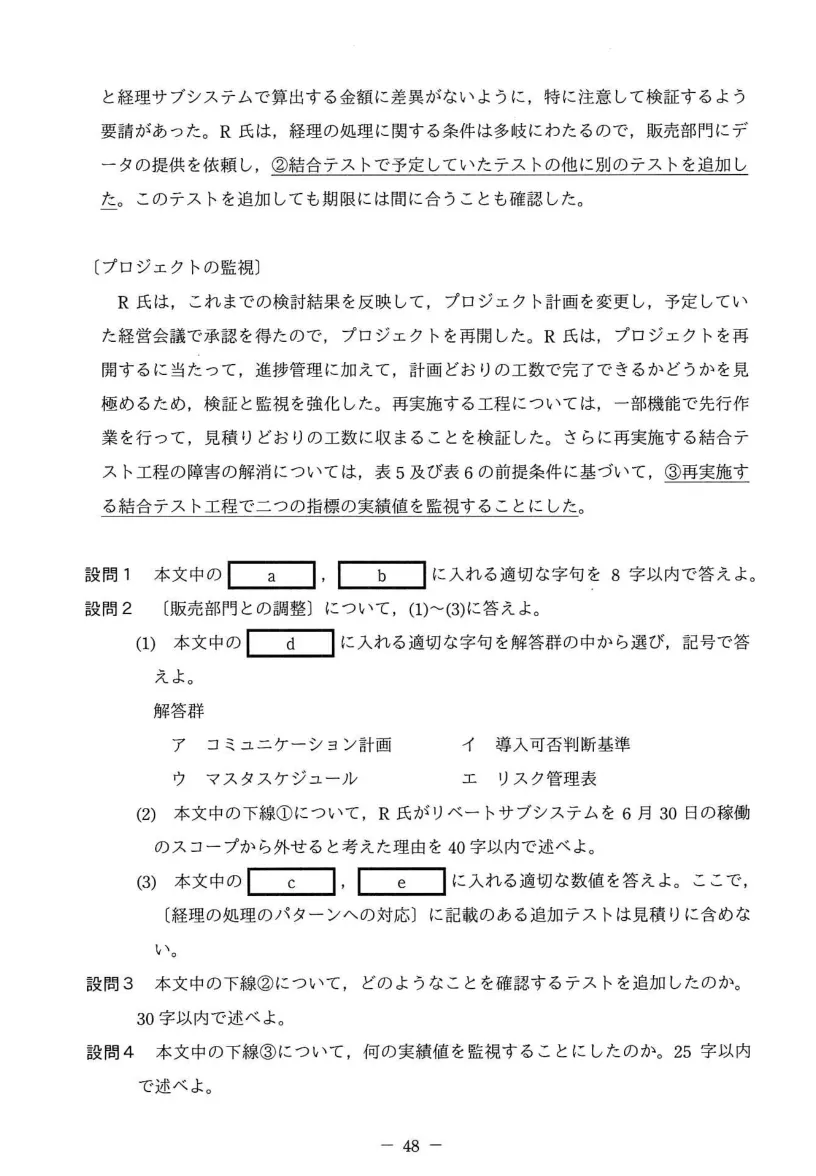 と経理サブシステムで算出する金額に差異がないように，特に注意して検証するよう
要請があった。R 氏は，経理の処理に関する条件は多岐にわたるので，販売部門にデ
ータの提供を依頼し，②結合テストで予定していたテストの他に別のテストを追加し
た。このテストを追加しても期限には間に合うことも確認した。
〔プロジェクトの監視〕
R 氏は，これまでの検討結果を反映して，プロジェクト計画を変更し，予定してい
た経営会議で承認を得たので，プロジェクトを再開した。R 氏は，プロジェクトを再
開するに当たって，進捗管理に加えて，計画どおりの工数で完了できるかどうかを見
極めるため，検証と監視を強化した。再実施する工程については，一部機能で先行作
業を行って，見積りどおりの工数に収まることを検証した。さらに再実施する結合テ
スト工程の障害の解消については，表 5 及び表 6 の前提条件に基づいて，③再実施す
る結合テスト工程で二つの指標の実績値を監視することにした。
設問1 本文中の a ， b に入れる適切な字句を 8 字以内で答えよ。
設問2 〔販売部門との調整〕について，(1)～(3)に答えよ。
(1) 本文中の d に入れる適切な字句を解答群の中から選び，記号で答
えよ。
解答群
ア コミュニケーション計画 イ 導入可否判断基準
ウ マスタスケジュール エ リスク管理表
(2) 本文中の下線①について，R 氏がリベートサブシステムを 6 月 30 日の稼働
のスコープから外せると考えた理由を 40 字以内で述べよ。
(3) 本文中の c ， e に入れる適切な数値を答えよ。ここで，
〔経理の処理のパターンへの対応〕に記載のある追加テストは見積りに含めな
い。
設問3 本文中の下線②について，どのようなことを確認するテストを追加したのか。
30 字以内で述べよ。
設問4 本文中の下線③について，何の実績値を監視することにしたのか。25 字以内
で述べよ。
－ 48 －